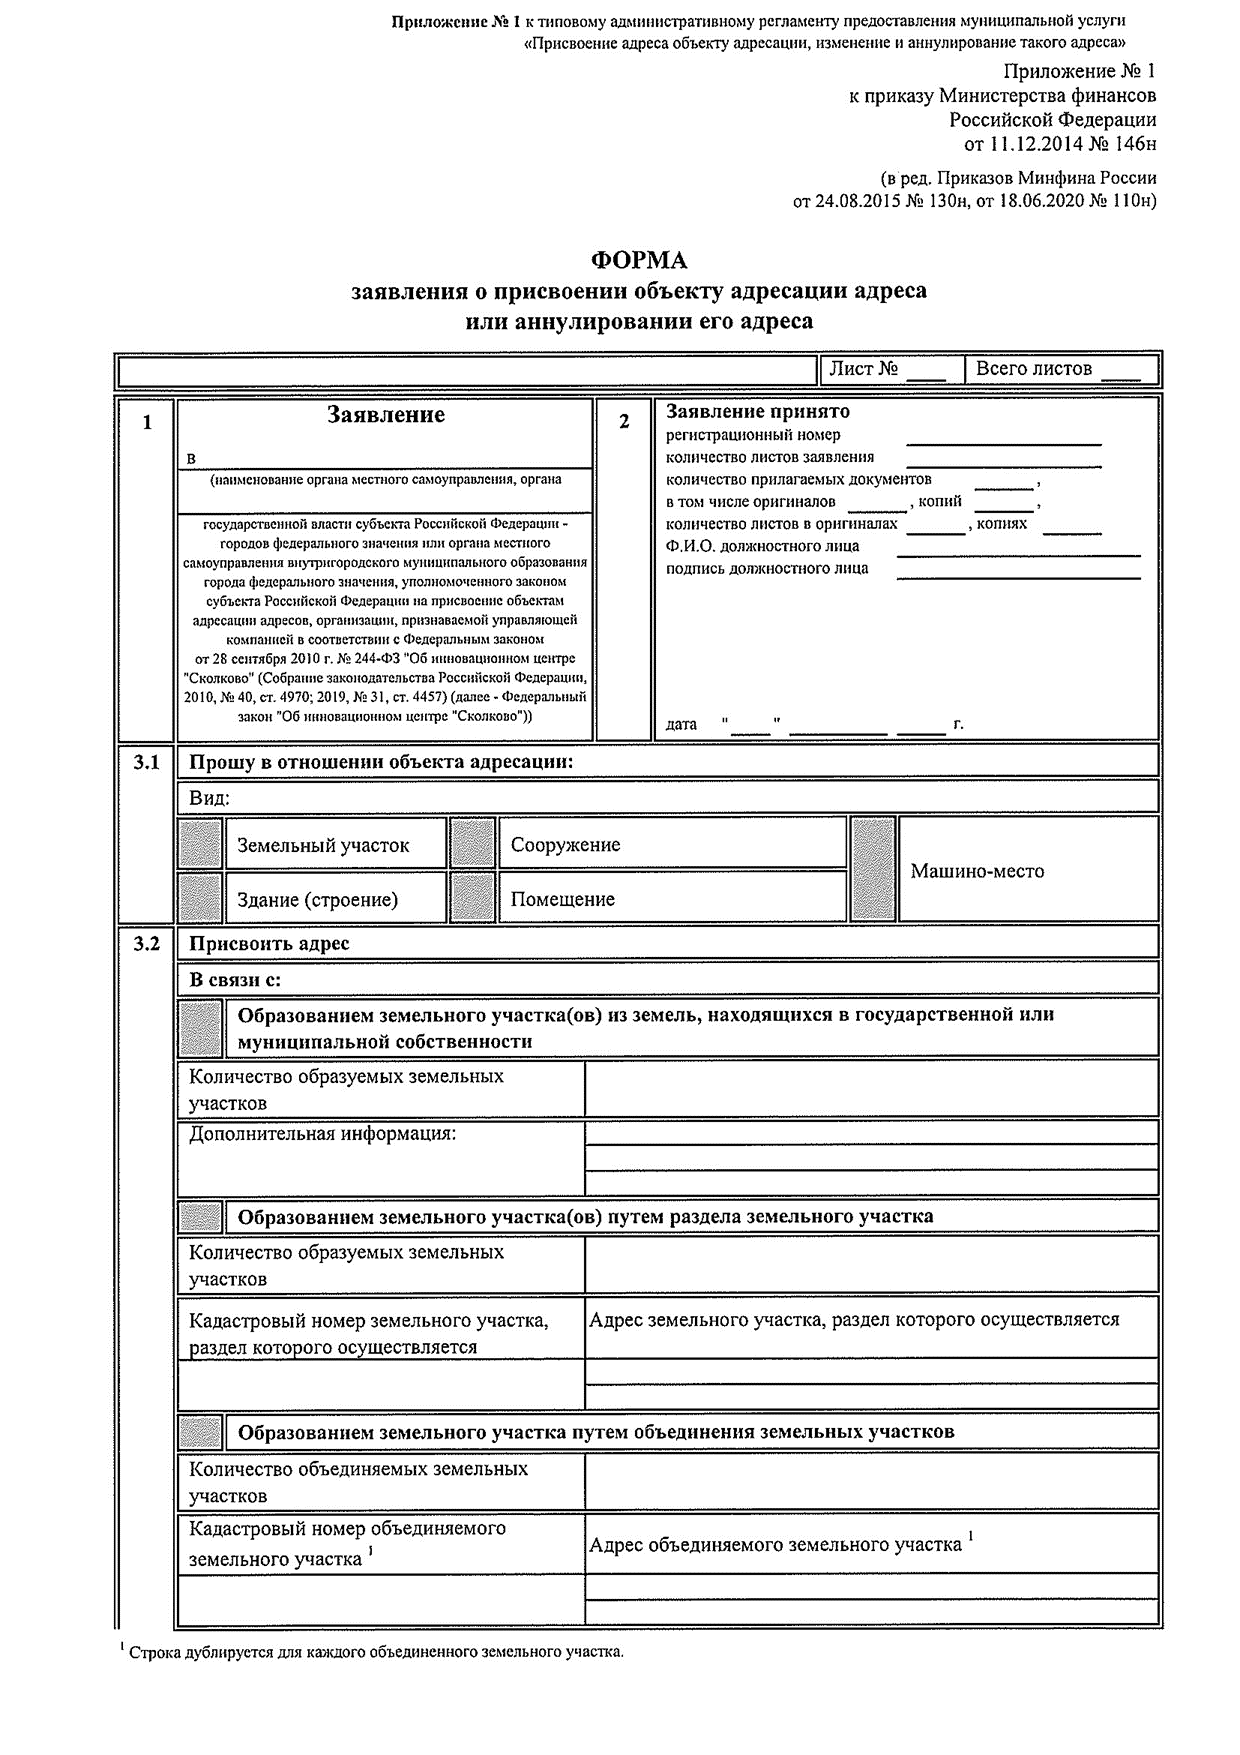 Приложение № 1 к типовому административному регламенту предоставления муниципальной услуги
«Присвоение адреса объекту адресации, изменение и аннулирование такого адреса»
Приложение № 1
к приказу Министерства финансов
Российской Федерации
от 11.12.2014 № 146н
(в ред. Приказов Минфина России
от 24.08.2015 № 130н, от 18.06.2020 № 110н)
ФОРМА
заявления о присвоении объекту адресации адреса
или аннулировании его адреса
Лист № ____ Всего листов ____
1
Заявление
в
(наименование органа местного самоуправления, органа
государственной власти субъекта Российской Федерации -
городов федерального значения или органа местного
самоуправления внутригородского муниципального образования
города федерального значения, уполномоченного законом
субъекта Российской Федерации на присвоение объектам
адресации адресов, организации, признаваемой управляющей
компанией в соответствии с Федеральным законом
от 28 сентября 2010 г. № 244-ФЗ "Об инновационном центре
"Сколково" (Собрание законодательства Российской Федерации,
2010, № 40, ст. 4970; 2019, № 31, ст. 4457) (далее - Федеральный
закон "Об инновационном центре "Сколково"))
2
Заявление принято
регистрационный номер
количество листов заявления
количество прилагаемых документов ____,
в том числе оригиналов ____, копий ____,
количество листов в оригиналах ____, копиях ____
Ф.И.О. должностного лица
подпись должностного лица
дата "____" ________ ____ г.
3.1
Прошу в отношении объекта адресации:
Вид:
Земельный участок
Сооружение
Машино-место
Здание (строение)
Помещение
3.2
Присвоить адрес
В связи с:
Образованием земельного участка(ов) из земель, находящихся в государственной или
муниципальной собственности
Количество образуемых земельных
участков
Дополнительная информация:
Образованием земельного участка(ов) путем раздела земельного участка
Количество образуемых земельных
участков
Кадастровый номер земельного участка,
раздел которого осуществляется
Адрес земельного участка, раздел которого осуществляется
Образованием земельного участка путем объединения земельных участков
Количество объединяемых земельных
участков
Кадастровый номер объединяемого
земельного участка ¹
Адрес объединяемого земельного участка ¹
¹ Строка дублируется для каждого объединенного земельного участка.